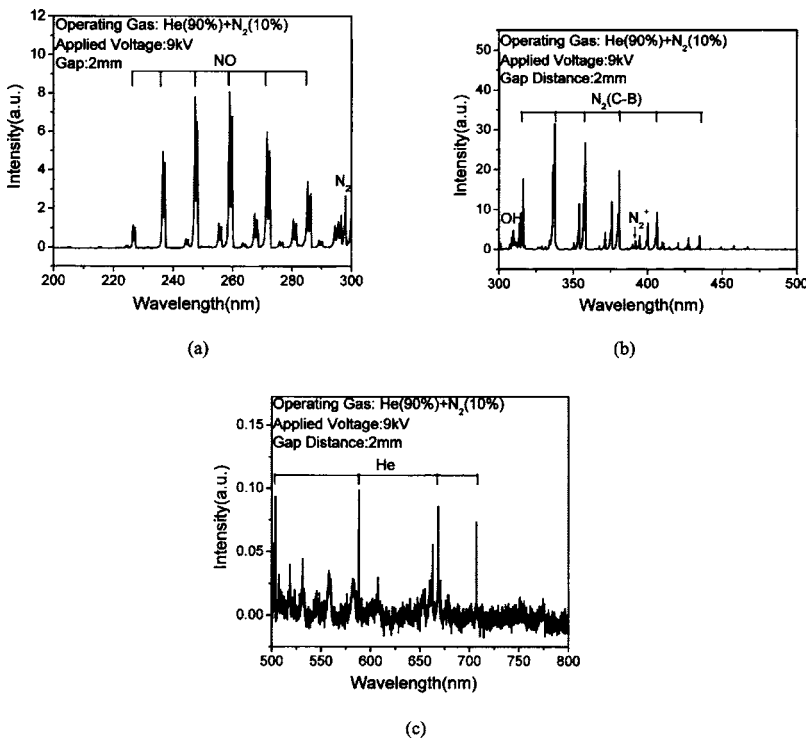 Operating Gas: He(90%)+N₂(10%)
Applied Voltage:9kV
Gap:2mm
NO
N₂
12
10
8
6
4
2
0
Intensity(a.u.)
200 220 240 260 280 300
Wavelength(nm)
(a)
Operating Gas: He(90%)+N₂(10%)
Applied Voltage:9kV
Gap Distance:2mm
N₂(C-B)
OH
N₂⁺
50
40
30
20
10
0
Intensity(a.u.)
300 350 400 450 500
Wavelength(nm)
(b)
Operating Gas: He(90%)+N₂(10%)
Applied Voltage:9kV
Gap Distance:2mm
He
0.15
0.10
0.05
0.00
Intensity(a.u.)
500 550 600 650 700 750 800
Wavelength(nm)
(c)